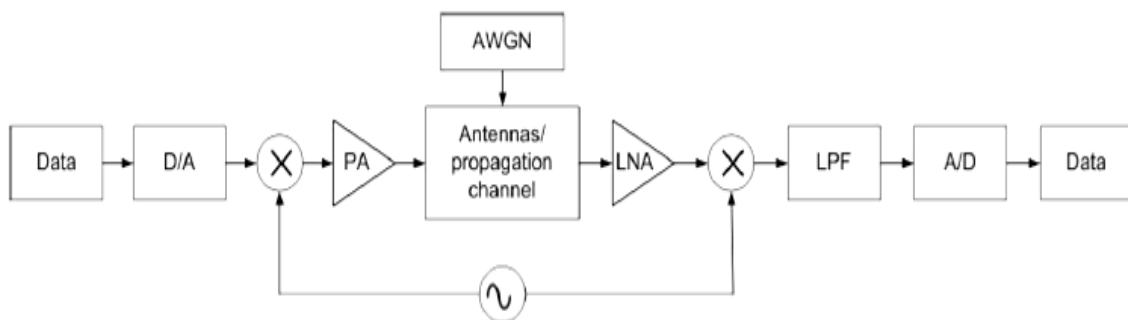 AWGN
Data
D/A
X
PA
Antennas/
propagation
channel
LNA
X
LPF
A/D
Data